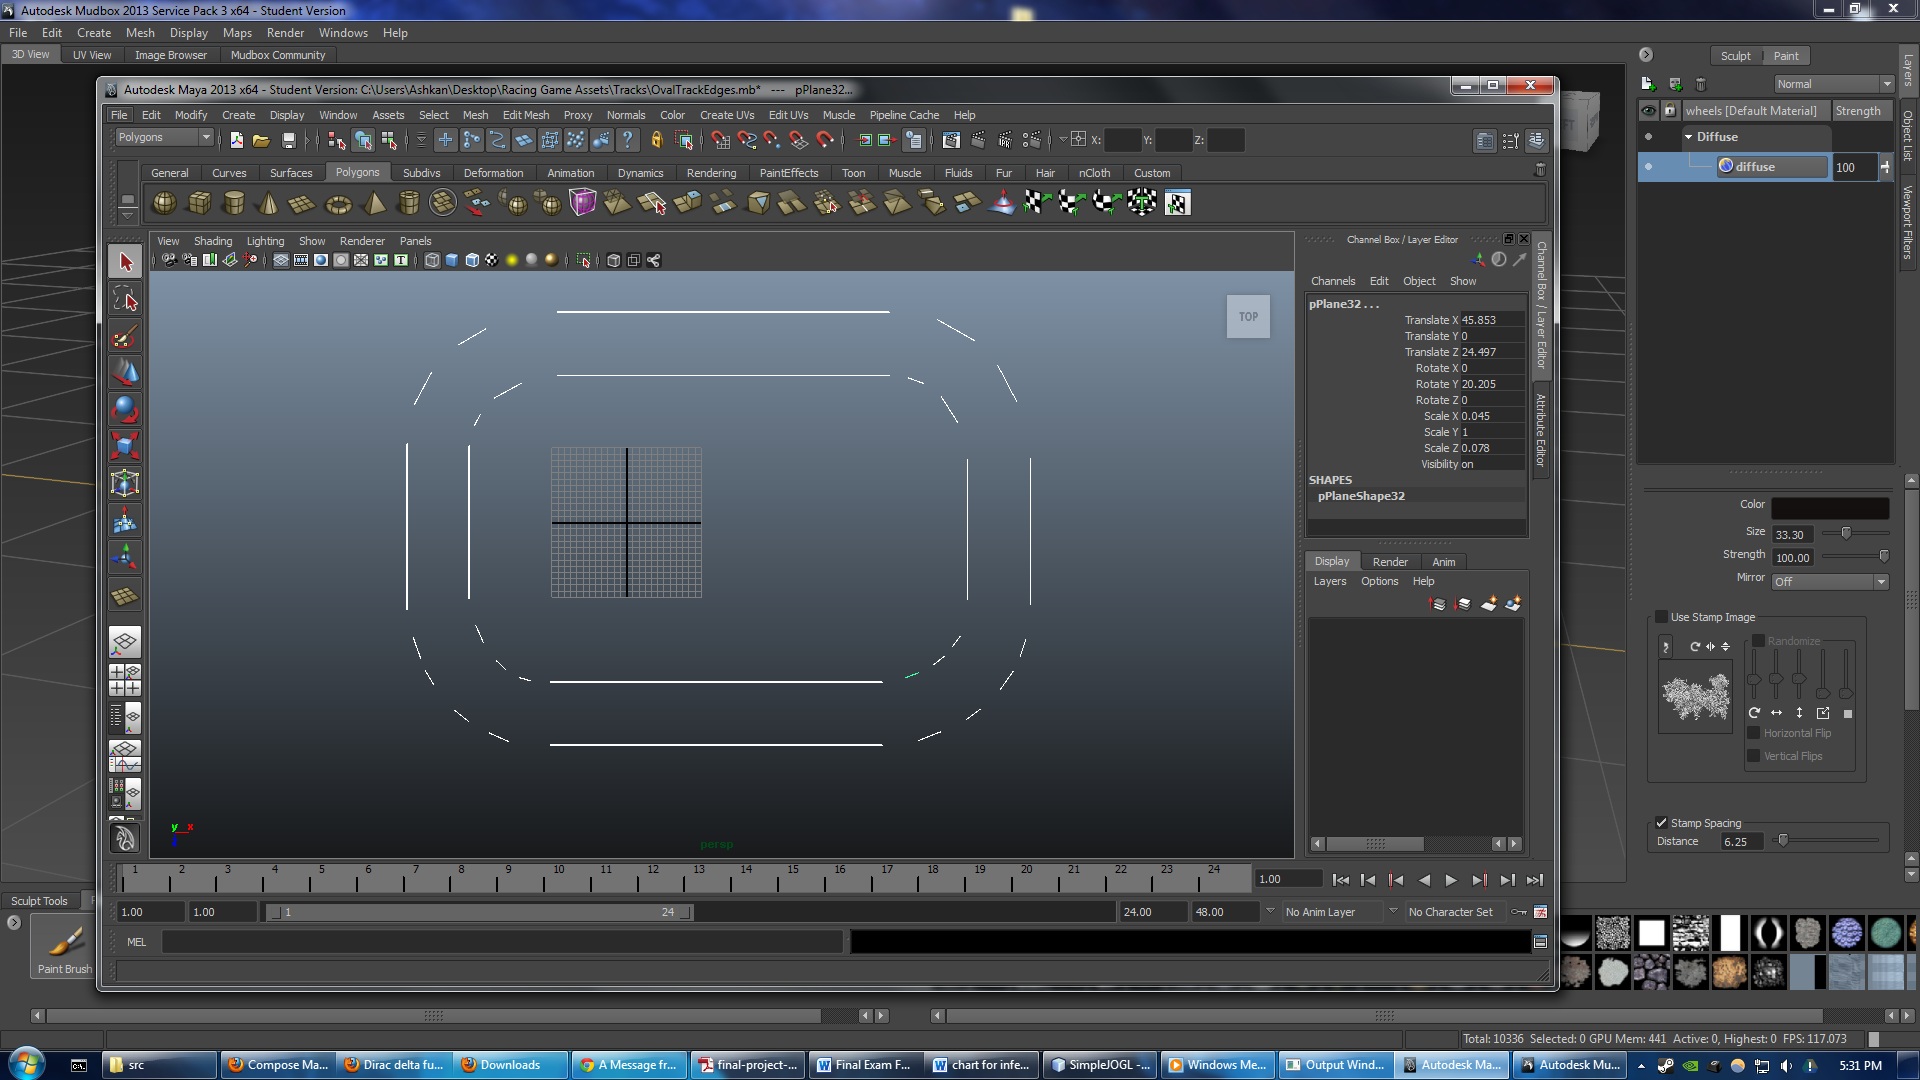 Autodesk Mudbox 2013 Service Pack 3 x64 - Student Version
File Edit Create Mesh Display Maps Render Windows Help
3D View UV View Image Browser Mudbox Community
Sculpt Paint
Normal
wheels [Default Material] Strength
Diffuse
diffuse 100
Layers
Object List
Viewport Filters
Autodesk Maya 2013 x64 - Student Version: C:\Users\Ashkan\Desktop\Racing Game Assets\Tracks\OvalTrackEdges.mb* --- pPlane32...
File Edit Modify Create Display Window Assets Select Mesh Edit Mesh Proxy Normals Color Create UVs Edit UVs Muscle Pipeline Cache Help
Polygons X: Y: Z:
General Curves Surfaces Polygons Subdivs Deformation Animation Dynamics Rendering PaintEffects Toon Muscle Fluids Fur Hair nCloth Custom
View Shading Lighting Show Renderer Panels
TOP
y x
persp
Channel Box / Layer Editor
Channels Edit Object Show
pPlane32 . . .
Translate X 45.853
Translate Y 0
Translate Z 24.497
Rotate X 0
Rotate Y 20.205
Rotate Z 0
Scale X 0.045
Scale Y 1
Scale Z 0.078
Visibility on
SHAPES
pPlaneShape32
Channel Box / Layer Editor
Attribute Editor
Display Render Anim
Layers Options Help
Color
Size 33.30
Strength 100.00
Mirror Off
Use Stamp Image
Randomize
Horizontal Flip
Vertical Flips
Stamp Spacing
Distance 6.25
1 2 3 4 5 6 7 8 9 10 11 12 13 14 15 16 17 18 19 20 21 22 23 24 1.00
1.00 1.00 1 24 24.00 48.00 No Anim Layer No Character Set
MEL
Sculpt Tools
Paint Brush
Total: 10336 Selected: 0 GPU Mem: 441 Active: 0, Highest: 0 FPS:117.073
src Compose Ma... Dirac delta fu... Downloads A Message fr... final-project-... Final Exam F... chart for infe... SimpleJOGL -... Windows Me... Output Wind... Autodesk Ma... Autodesk Mu... 5:31 PM